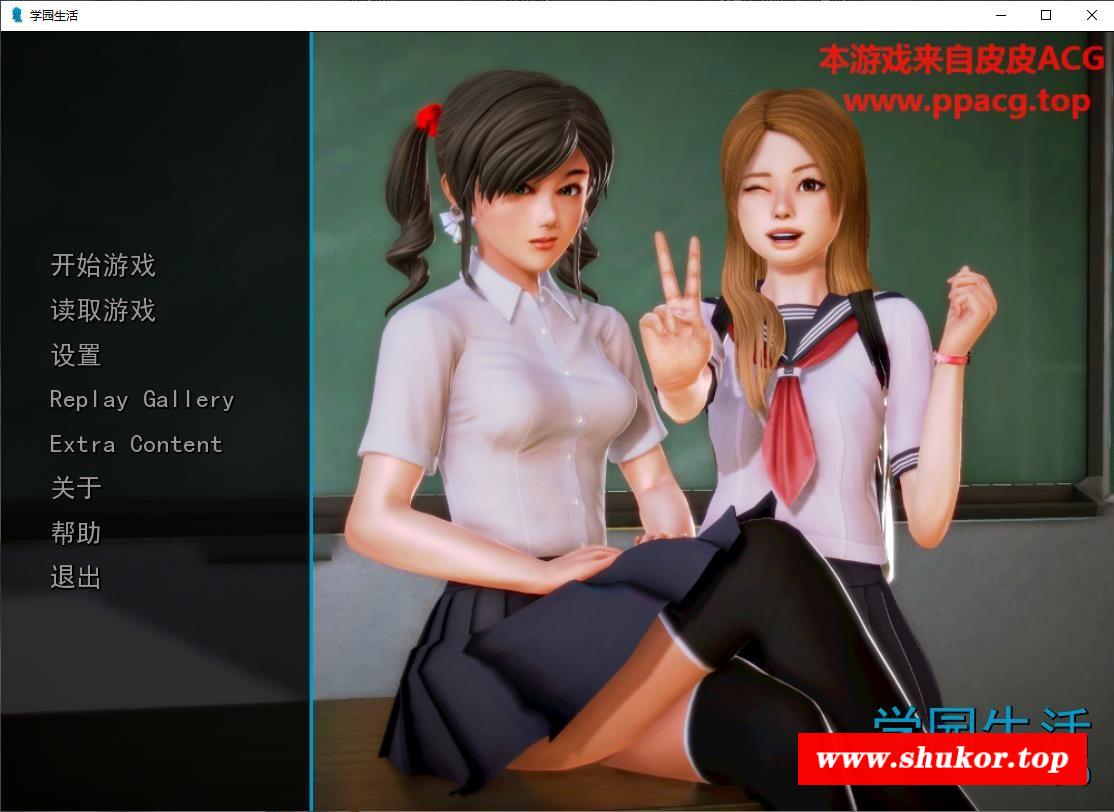 学园生活
本游戏来自皮皮ACG
www.ppacg.top
开始游戏
读取游戏
设置
Replay Gallery
Extra Content
关于
帮助
退出
学园生活
www.shukor.top